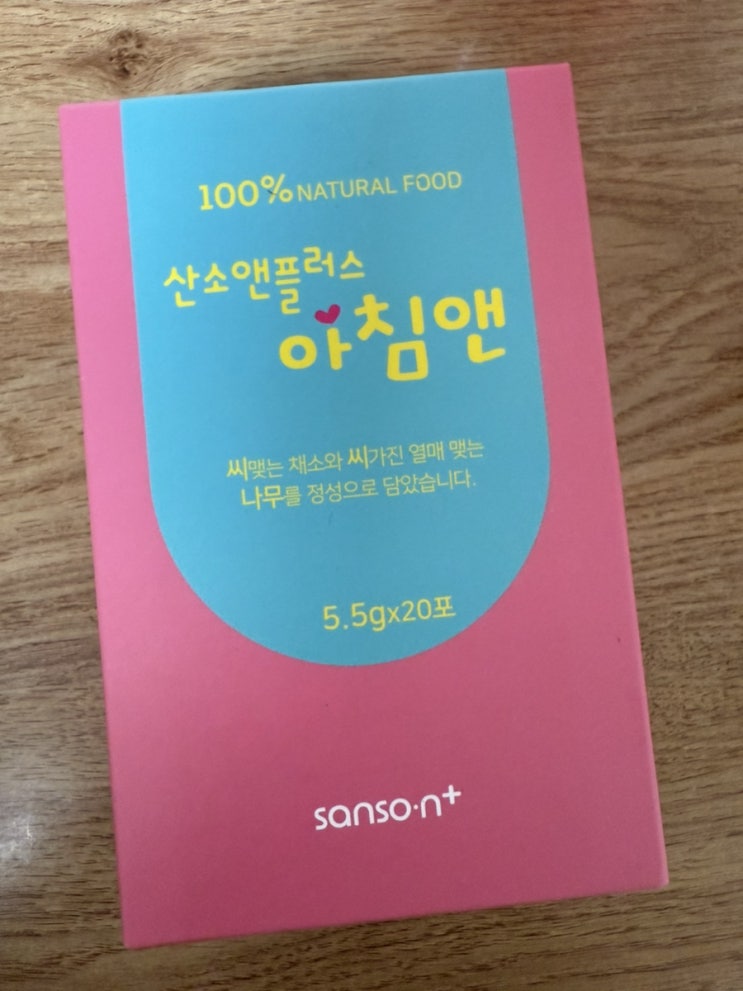 100% NATURAL FOOD
산소앤플러스
아침앤
씨맺는 채소와 씨가진 열매 맺는
나무를 정성으로 담았습니다.
5.5gx20포
sanso·n+